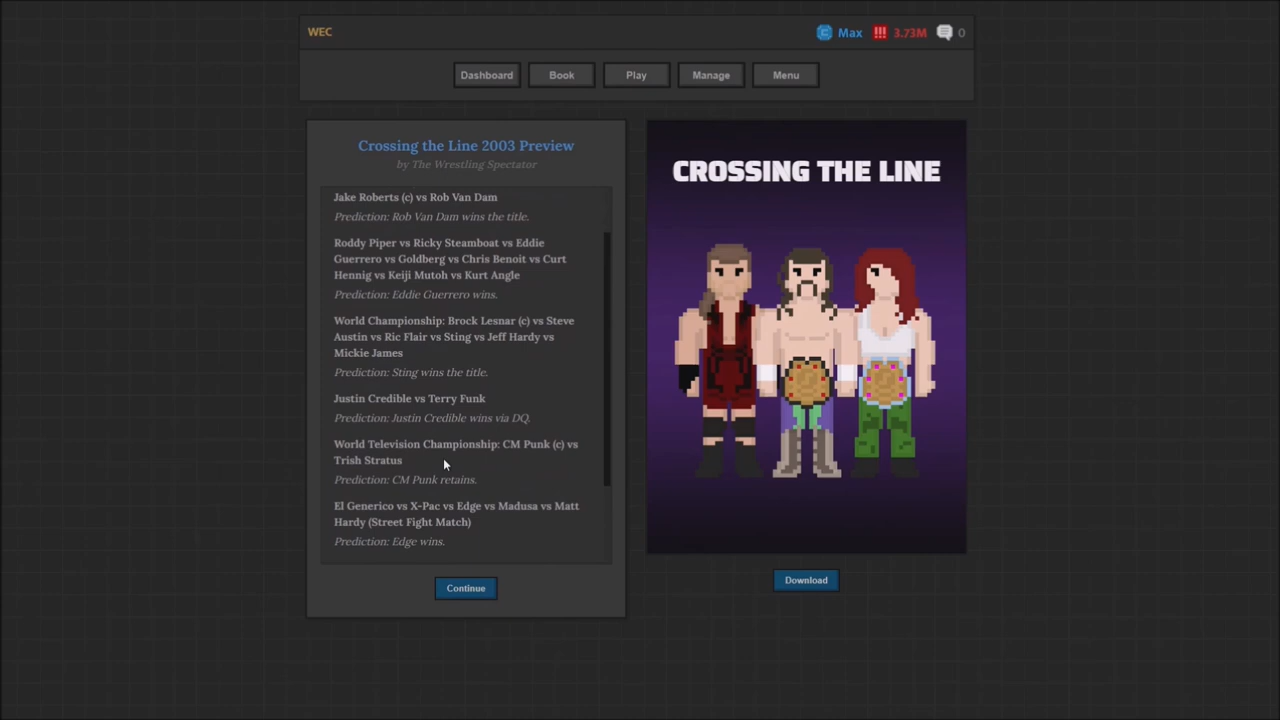 WEC
Max
3.73M
0
Dashboard
Book
Play
Manage
Menu
Crossing the Line 2003 Preview
by The Wrestling Spectator
Jake Roberts (c) vs Rob Van Dam
Prediction: Rob Van Dam wins the title.
Roddy Piper vs Ricky Steamboat vs Eddie
Guerrero vs Goldberg vs Chris Benoit vs Curt
Hennig vs Keiji Mutoh vs Kurt Angle
Prediction: Eddie Guerrero wins.
World Championship: Brock Lesnar (c) vs Steve
Austin vs Ric Flair vs Sting vs Jeff Hardy vs
Mickie James
Prediction: Sting wins the title.
Justin Credible vs Terry Funk
Prediction: Justin Credible wins via DQ.
World Television Championship: CM Punk (c) vs
Trish Stratus
Prediction: CM Punk retains.
El Generico vs X-Pac vs Edge vs Madusa vs Matt
Hardy (Street Fight Match)
Prediction: Edge wins.
Continue
CROSSING THE LINE
Download